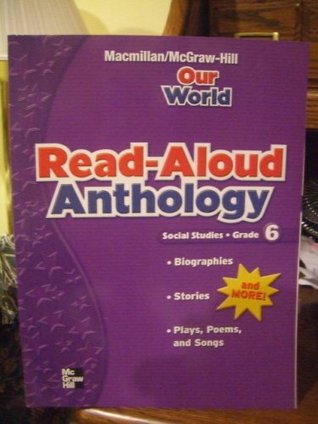 Macmillan/McGraw-Hill
Our
World
Read-Aloud
Anthology
Social Studies • Grade 6
• Biographies
• Stories
and
MORE!
• Plays, Poems,
and Songs
Mc
Graw
Hill